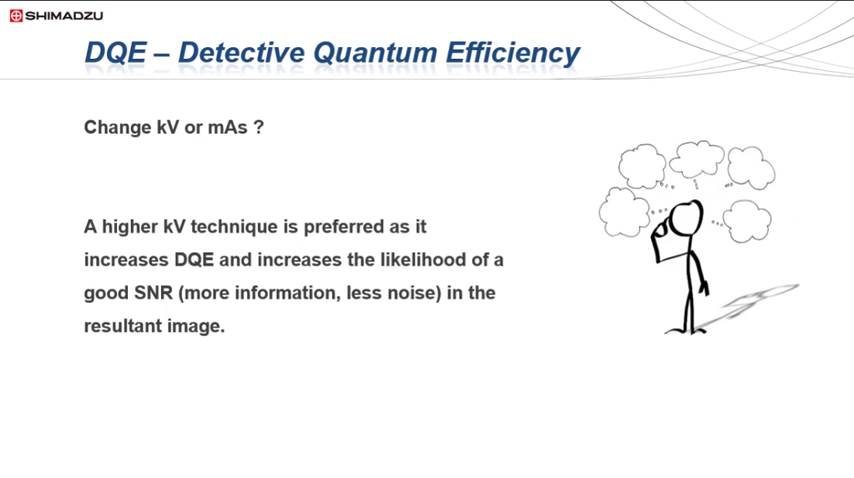 SHIMADZU
DQE – Detective Quantum Efficiency
Change kV or mAs ?
A higher kV technique is preferred as it
increases DQE and increases the likelihood of a
good SNR (more information, less noise) in the
resultant image.